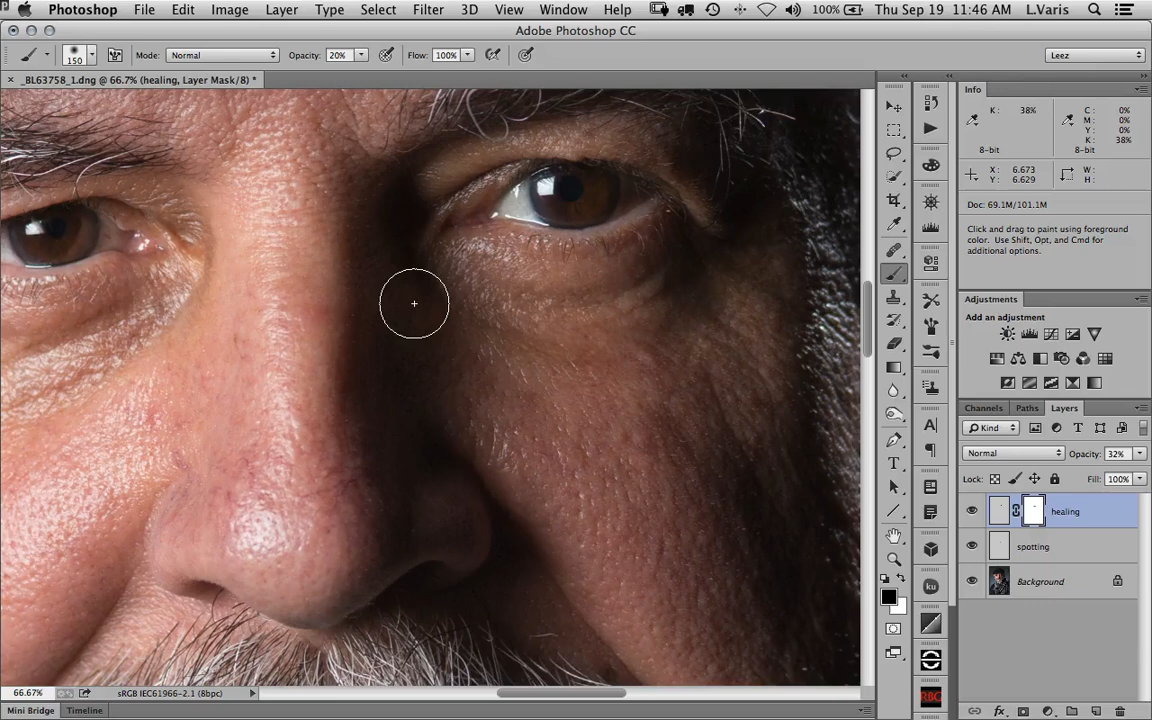 Photoshop File Edit Image Layer Type Select Filter 3D View Window Help 100% Thu Sep 19 11:46 AM L.Varis
Adobe Photoshop CC
150 Mode: Normal Opacity: 20% Flow: 100% Leez
× _BL63758_1.dng @ 66.7% (healing, Layer Mask/8) *
Info
K: 38% C: 0%
M: 0%
Y: 0%
K: 38%
8-bit 8-bit
X: 6.673 W:
Y: 6.629 H:
Doc: 69.1M/101.1M
Click and drag to paint using foreground
color. Use Shift, Opt, and Cmd for
additional options.
Adjustments
Add an adjustment
Channels Paths Layers
Kind
Normal Opacity: 32%
Lock: Fill: 100%
healing
spotting
Background
ku
RBG
66.67% sRGB IEC61966-2.1 (8bpc)
Mini Bridge Timeline
fx